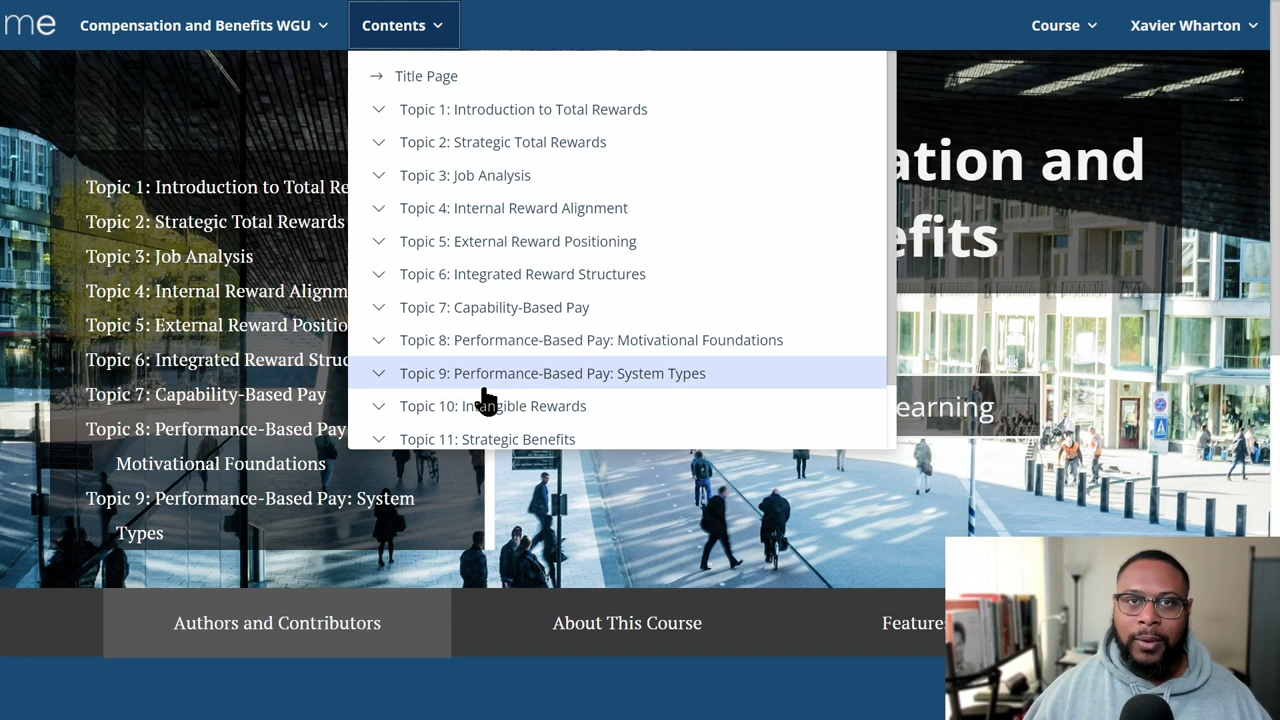 me
Compensation and Benefits WGU
Contents
Course
Xavier Wharton
Title Page
Topic 1: Introduction to Total Rewards
Topic 2: Strategic Total Rewards
Topic 3: Job Analysis
Topic 4: Internal Reward Alignment
Topic 5: External Reward Positioning
Topic 6: Integrated Reward Structures
Topic 7: Capability-Based Pay
Topic 8: Performance-Based Pay: Motivational Foundations
Topic 9: Performance-Based Pay: System Types
Topic 10: Intangible Rewards
Topic 11: Strategic Benefits
Topic 1: Introduction to Total Re
Topic 2: Strategic Total Rewards
Topic 3: Job Analysis
Topic 4: Internal Reward Alignm
Topic 5: External Reward Positio
Topic 6: Integrated Reward Struc
Topic 7: Capability-Based Pay
Topic 8: Performance-Based Pay
Motivational Foundations
Topic 9: Performance-Based Pay: System
Types
ation and
efits
earning
Authors and Contributors
About This Course
Feature